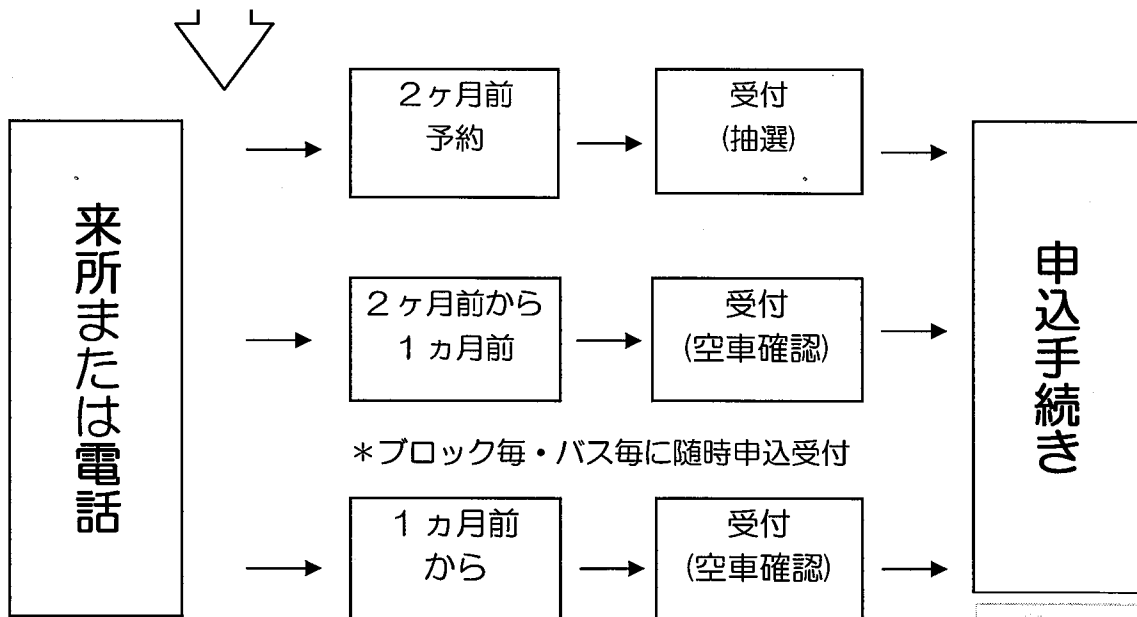 来所または電話
２ヶ月前
予約
受付
(抽選)
２ヶ月前から
１ヵ月前
受付
(空車確認)
＊ブロック毎・バス毎に随時申込受付
１ヵ月前
から
受付
(空車確認)
申込手続き